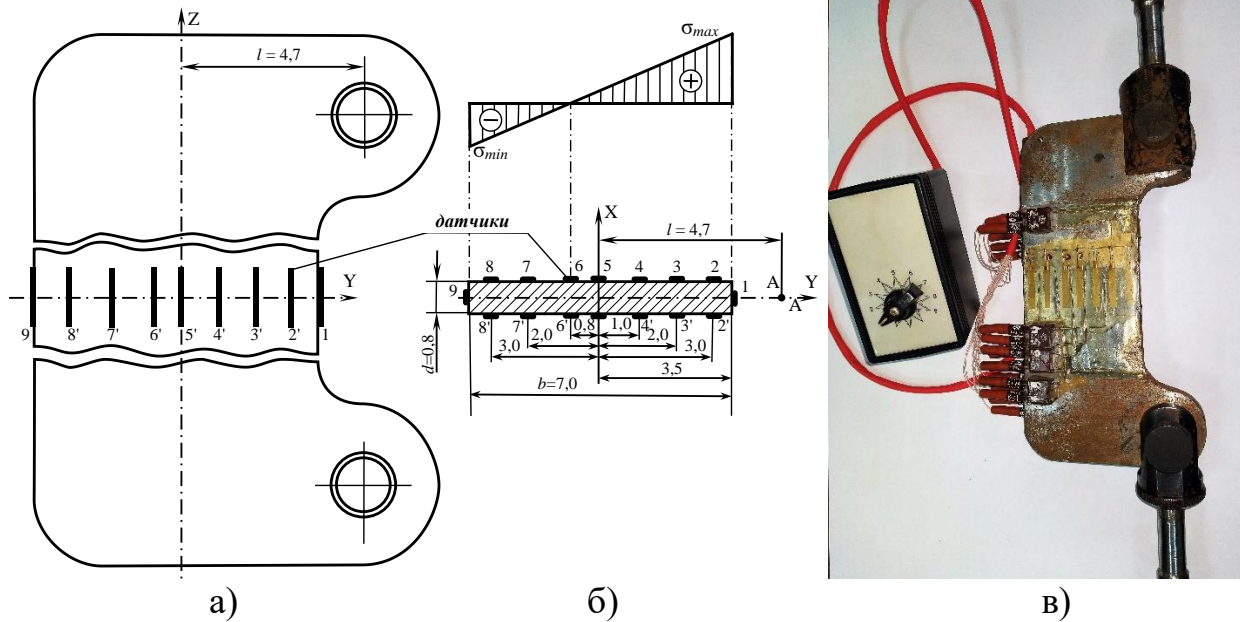 Z
l = 4,7
Y
9
8'
7'
6'
5'
4'
3'
2'
1
а)
σmax
+
−
σmin
датчики
X
l = 4,7
8
7
6
5
4
3
2
9
1
A
A
Y
8'
7'
6'
0,8
1,0
4'
3'
2'
2,0
2,0
3,0
3,0
d=0,8
3,5
b=7,0
б)
в)